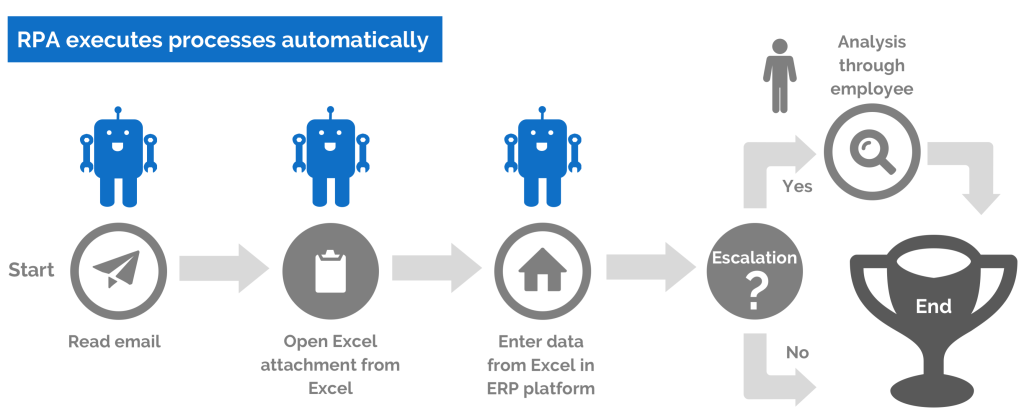 RPA executes processes automatically
Start
Read email
Open Excel
attachment from
Excel
Enter data
from Excel in
ERP platform
Escalation
?
Yes
Analysis
through
employee
No
End